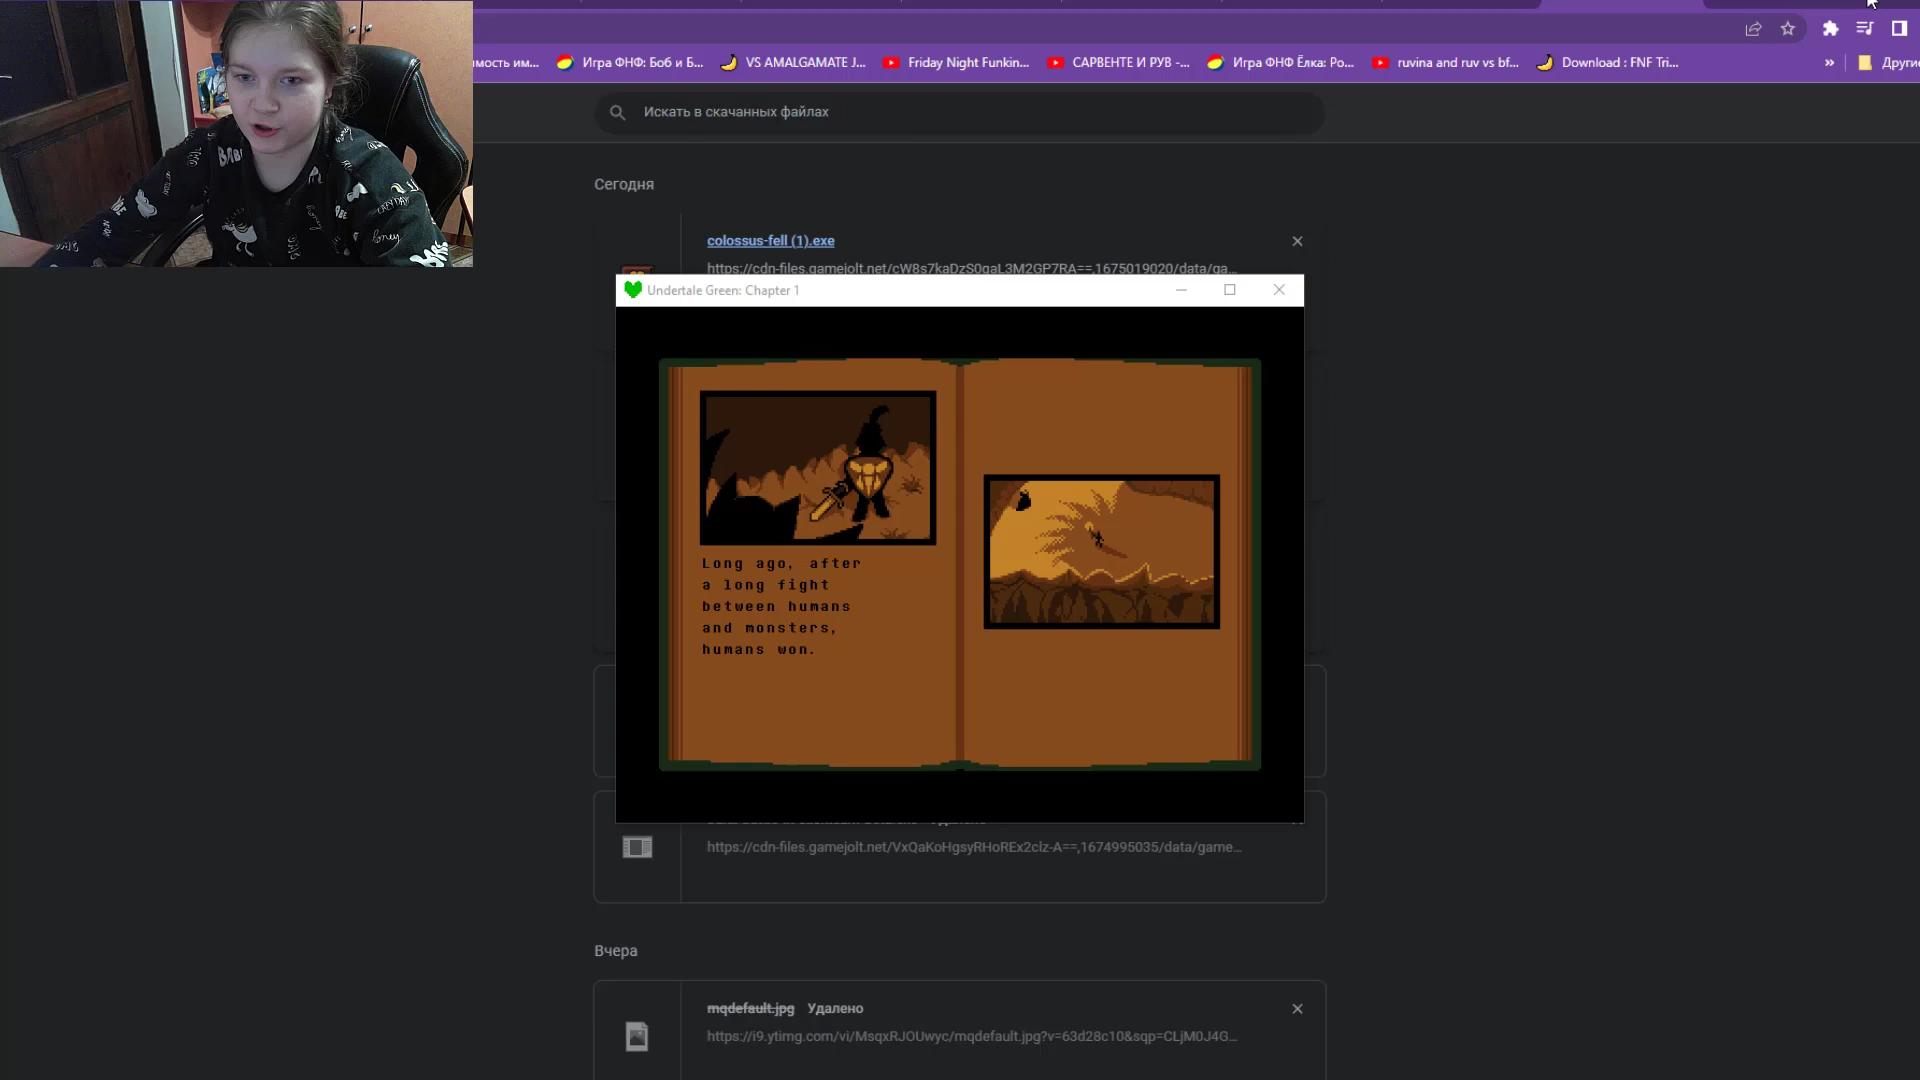 мость им...
Игра ФНФ: Боб и Б...
VS AMALGAMATE J...
Friday Night Funkin...
САРВЕНТЕ И РУВ -...
Игра ФНФ Ёлка: Ро...
ruvina and ruv vs bf...
Download : FNF Tri...
»
Другие
Искать в скачанных файлах
Сегодня
colossus-fell (1).exe
https://cdn-files.gamejolt.net/cW8s7kaDzS0qaL3M2GP7RA==,1675019020/data/ga...
Undertale Green: Chapter 1
Long ago, after
a long fight
between humans
and monsters,
humans won.
https://cdn-files.gamejolt.net/VxQaKoHgsyRHoREx2clz-A==,1674995035/data/game...
Вчера
mqdefault.jpg Удалено
https://i9.ytimg.com/vi/MsqxRJOUwyc/mqdefault.jpg?v=63d28c10&sqp=CLjM0J4G...